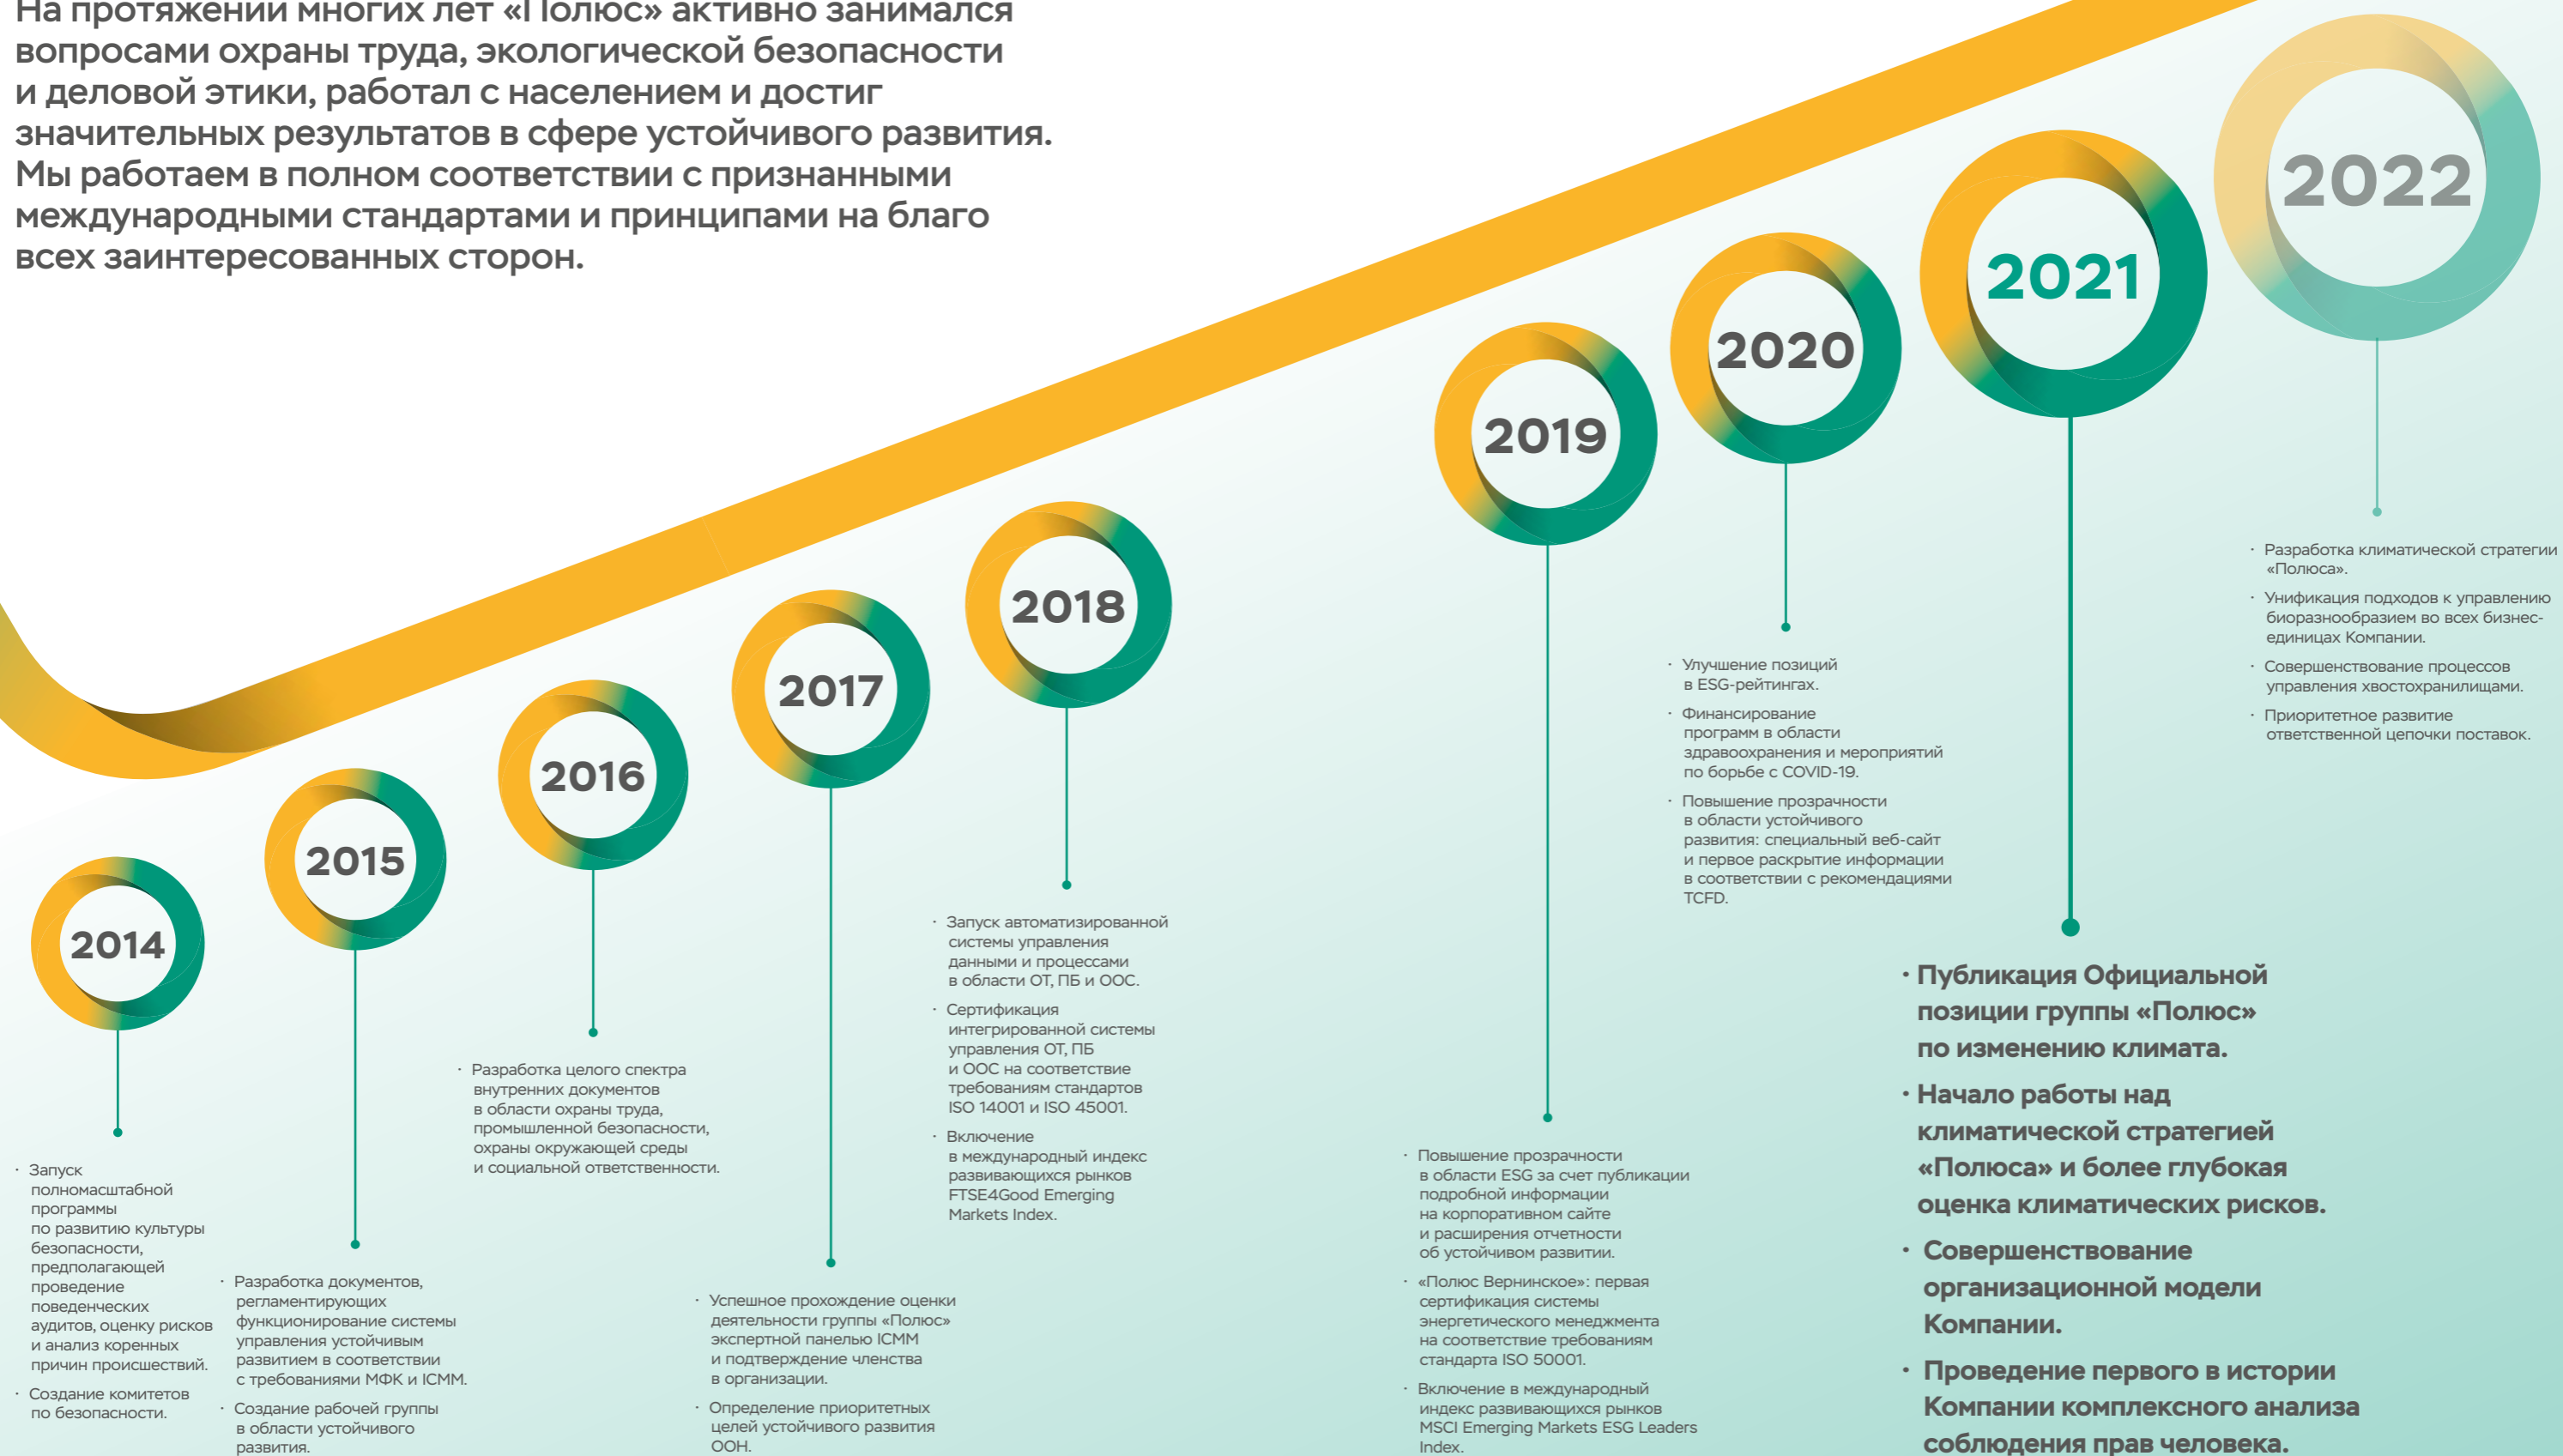 На протяжении многих лет «Полюс» активно занимался
вопросами охраны труда, экологической безопасности
и деловой этики, работал с населением и достиг
значительных результатов в сфере устойчивого развития.
Мы работаем в полном соответствии с признанными
международными стандартами и принципами на благо
всех заинтересованных сторон.
2014
· Запуск
полномасштабной
программы
по развитию культуры
безопасности,
предполагающей
проведение
поведенческих
аудитов, оценку рисков
и анализ коренных
причин происшествий.
· Создание комитетов
по безопасности.
2015
· Разработка документов,
регламентирующих
функционирование системы
управления устойчивым
развитием в соответствии
с требованиями МФК и ICMM.
· Создание рабочей группы
в области устойчивого
развития.
2016
· Разработка целого спектра
внутренних документов
в области охраны труда,
промышленной безопасности,
охраны окружающей среды
и социальной ответственности.
2017
· Успешное прохождение оценки
деятельности группы «Полюс»
экспертной панелью ICMM
и подтверждение членства
в организации.
· Определение приоритетных
целей устойчивого развития
ООН.
2018
· Запуск автоматизированной
системы управления
данными и процессами
в области ОТ, ПБ и ООС.
· Сертификация
интегрированной системы
управления ОТ, ПБ
и ООС на соответствие
требованиям стандартов
ISO 14001 и ISO 45001.
· Включение
в международный индекс
развивающихся рынков
FTSE4Good Emerging
Markets Index.
2019
· Повышение прозрачности
в области ESG за счет публикации
подробной информации
на корпоративном сайте
и расширения отчетности
об устойчивом развитии.
· «Полюс Вернинское»: первая
сертификация системы
энергетического менеджмента
на соответствие требованиям
стандарта ISO 50001.
· Включение в международный
индекс развивающихся рынков
MSCI Emerging Markets ESG Leaders
Index.
2020
· Улучшение позиций
в ESG-рейтингах.
· Финансирование
программ в области
здравоохранения и мероприятий
по борьбе с COVID-19.
· Повышение прозрачности
в области устойчивого
развития: специальный веб-сайт
и первое раскрытие информации
в соответствии с рекомендациями
TCFD.
2021
· Публикация Официальной
позиции группы «Полюс»
по изменению климата.
· Начало работы над
климатической стратегией
«Полюса» и более глубокая
оценка климатических рисков.
· Совершенствование
организационной модели
Компании.
· Проведение первого в истории
Компании комплексного анализа
соблюдения прав человека.
2022
· Разработка климатической стратегии
«Полюса».
· Унификация подходов к управлению
биоразнообразием во всех бизнес-
единицах Компании.
· Совершенствование процессов
управления хвостохранилищами.
· Приоритетное развитие
ответственной цепочки поставок.